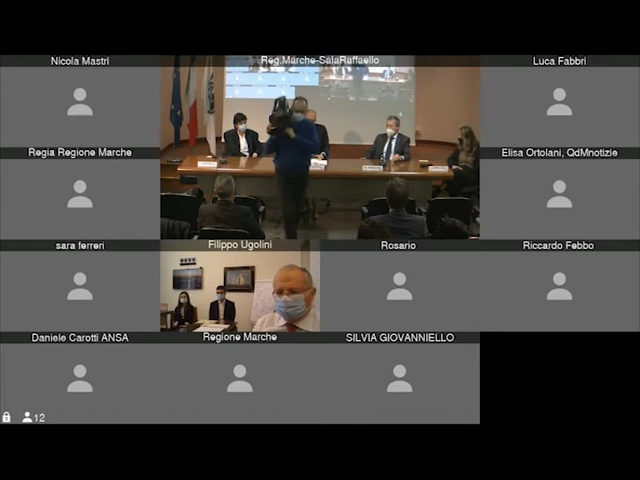 Nicola Mastri
Reg.Marche-SalaRaffaello
Luca Fabbri
Regia Regione Marche
Elisa Ortolani, QdMnotizie
sara ferreri
Filippo Ugolini
Rosario
Riccardo Febbo
Daniele Carotti ANSA
Regione Marche
SILVIA GIOVANNIELLO
12